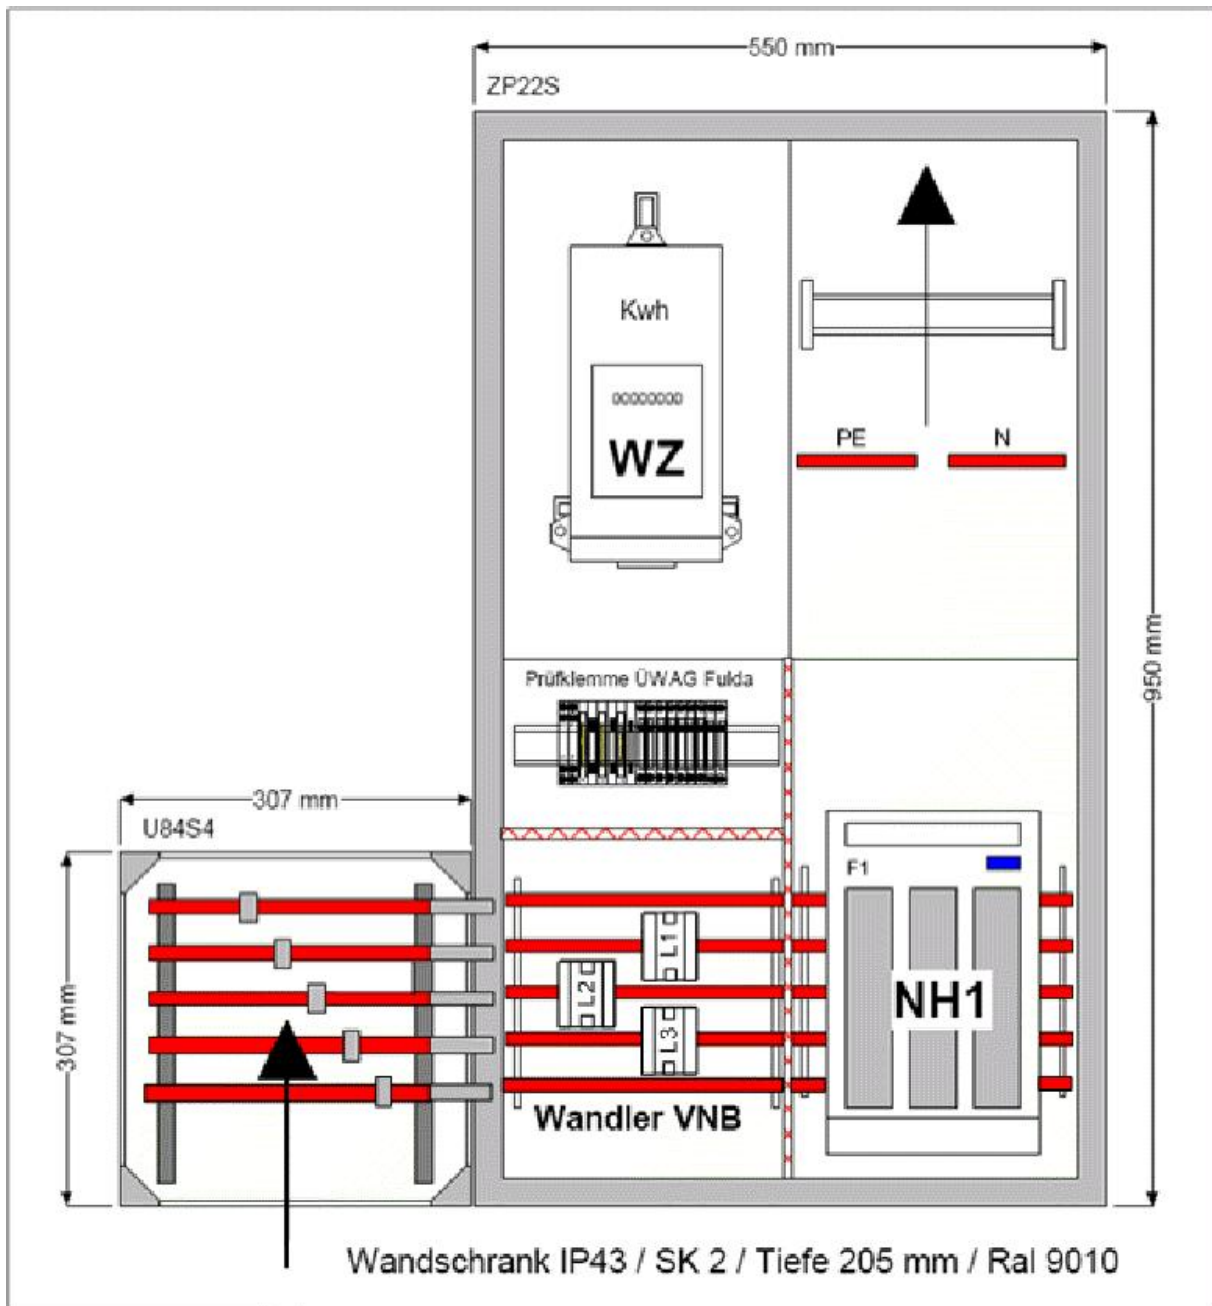 550 mm
ZP22S
Kwh
00000000
WZ
PE
N
950 mm
Prüfklemme ÜWAG Fulda
307 mm
U84S4
F1
L1
L2
NH1
L3
307 mm
Wandler VNB
Wandschrank IP43 / SK 2 / Tiefe 205 mm / Ral 9010